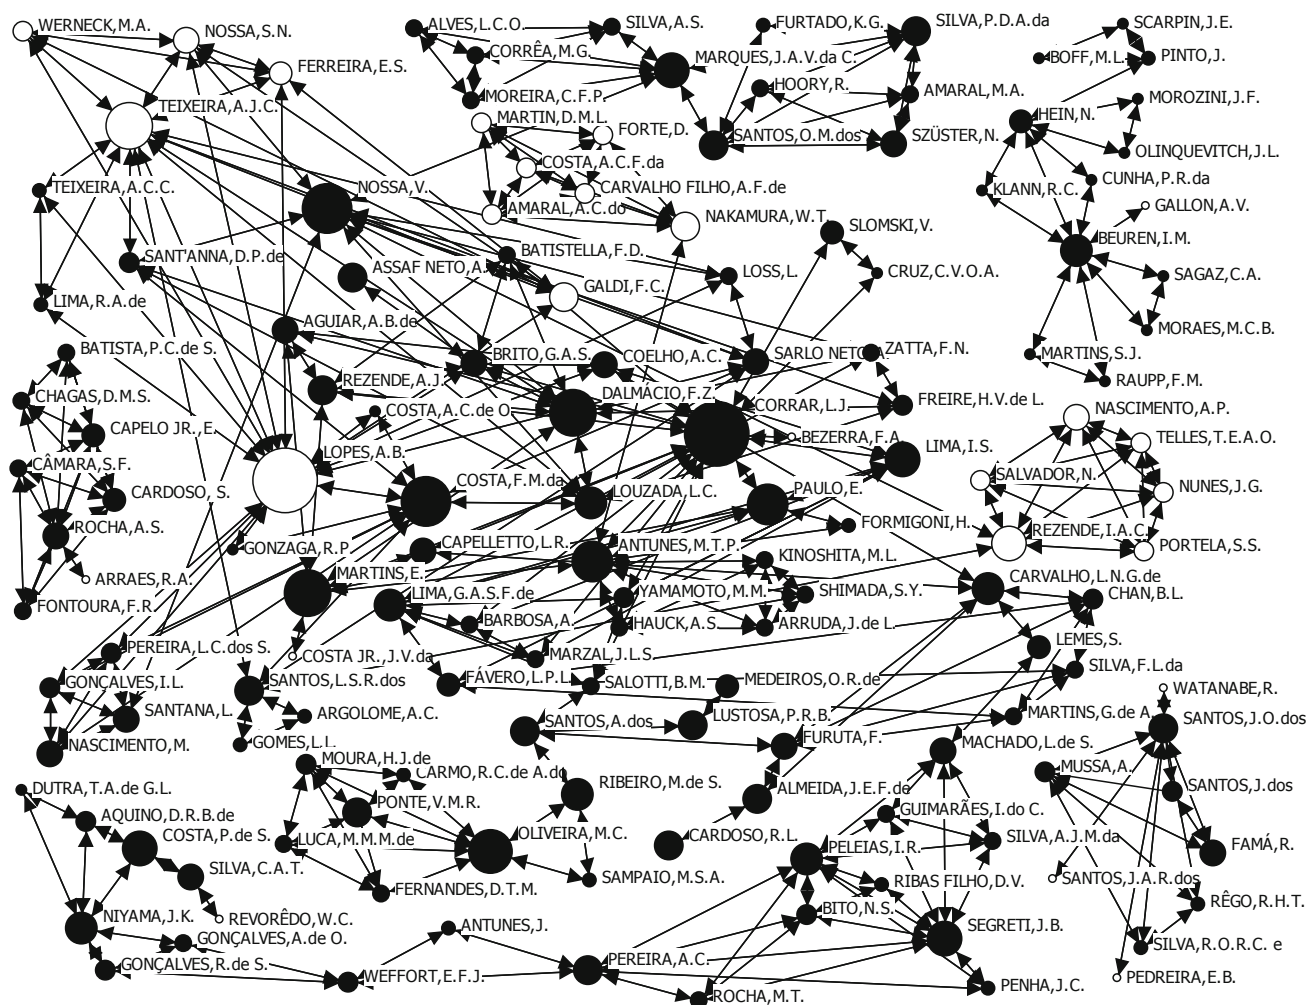 WERNECK,M.A.
NOSSA,S.N.
FERREIRA,E.S.
TEIXEIRA,A.J.C.
TEIXEIRA,A.C.C.
NOSSA,V.
SANT'ANNA,D.P.de
LIMA,R.A.de
ALVES,L.C.O.
SILVA,A.S.
CORRÊA,M.G.
MARQUES,J.A.V.da C.
MOREIRA,C.F.P.
FURTADO,K.G.
SILVA,P.D.A.da
HOORY,R.
AMARAL,M.A.
SANTOS,O.M.dos
SZÜSTER,N.
MARTIN,D.M.L.
FORTE,D.
COSTA,A.C.F.da
CARVALHO FILHO,A.F.de
AMARAL,A.C.do
NAKAMURA,W.T.
SCARPIN,J.E.
BOFF,M.L.
PINTO,J.
MOROZINI,J.F.
HEIN,N.
OLINQUEVITCH,J.L.
CUNHA,P.R.da
KLANN,R.C.
GALLON,A.V.
BEUREN,I.M.
SAGAZ,C.A.
MORAES,M.C.B.
MARTINS,S.J.
RAUPP,F.M.
SLOMSKI,V.
CRUZ,C.V.O.A.
BATISTELLA,F.D.
LOSS,L.
ASSAF NETO,A.
GALDI,F.C.
AGUIAR,A.B.de
BRITO,G.A.S.
COELHO,A.C.
SARLO NETO,A.
ZATTA,F.N.
REZENDE,A.J.
DALMÁCIO,F.Z.
CORRAR,L.J.
FREIRE,H.V.de L.
COSTA,A.C.de O.
BEZERRA,F.A.
LIMA,I.S.
LOPES,A.B.
COSTA,F.M.da
LOUZADA,L.C.
PAULO,E.
FORMIGONI,H.
BATISTA,P.C.de S.
CHAGAS,D.M.S.
CAPELO JR.,E.
CÂMARA,S.F.
CARDOSO, S.
ROCHA,A.S.
ARRAES,R.A.
FONTOURA,F.R.
NASCIMENTO,A.P.
TELLES,T.E.A.O.
SALVADOR,N.
NUNES,J.G.
REZENDE,I.A.C.
PORTELA,S.S.
GONZAGA,R.P.
CAPELLETTO,L.R.
ANTUNES,M.T.P.
KINOSHITA,M.L.
MARTINS,E.
LIMA,G.A.S.F.de
YAMAMOTO,M.M.
SHIMADA,S.Y.
CARVALHO,L.N.G.de
CHAN,B.L.
BARBOSA,A.
HAUCK,A.S.
ARRUDA,J.de L.
LEMES,S.
PEREIRA,L.C.dos S.
COSTA JR.,J.V.da
MARZAL,J.L.S.
SILVA,F.L.da
GONÇALVES,I.L.
SANTOS,L.S.R.dos
FÁVERO,L.P.L.
SALOTTI,B.M.
MEDEIROS,O.R.de
WATANABE,R.
SANTANA,L.
ARGOLOME,A.C.
SANTOS,A.dos
LUSTOSA,P.R.B.
MARTINS,G.de A.
SANTOS,J.O.dos
NASCIMENTO,M.
GOMES,L.L.
FURUTA,F.
MACHADO,L.de S.
MOURA,H.J.de
CARMO,R.C.de A.do
MUSSA,A.
SANTOS,J.dos
DUTRA,T.A.de G.L.
RIBEIRO,M.de S.
ALMEIDA,J.E.F.de
AQUINO,D.R.B.de
PONTE,V.M.R.
GUIMARÃES,I.do C.
COSTA,P.de S.
OLIVEIRA,M.C.
CARDOSO,R.L.
SILVA,A.J.M.da
LUCA,M.M.M.de
PELEIAS,I.R.
FAMÁ,R.
SILVA,C.A.T.
SAMPAIO,M.S.A.
SANTOS,J.A.R.dos
FERNANDES,D.T.M.
RIBAS FILHO,D.V.
RÊGO,R.H.T.
NIYAMA,J.K.
REVORÊDO,W.C.
BITO,N.S.
SEGRETI,J.B.
ANTUNES,J.
GONÇALVES,A.de O.
SILVA,R.O.R.C. e
GONÇALVES,R.de S.
WEFFORT,E.F.J.
PEREIRA,A.C.
PEDREIRA,E.B.
ROCHA,M.T.
PENHA,J.C.